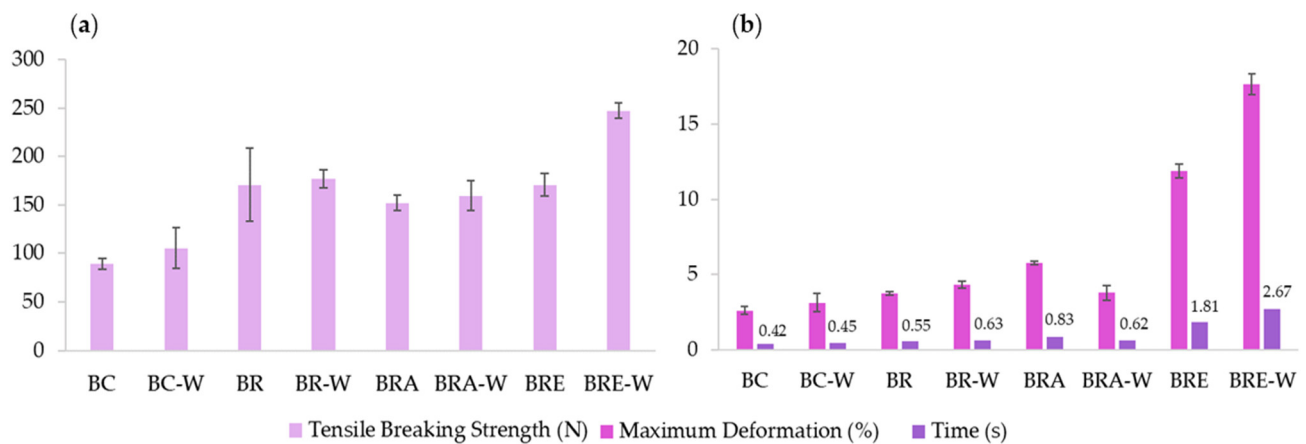 (a)
300
250
200
150
100
50
0
BC BC-W BR BR-W BRA BRA-W BRE BRE-W
(b)
20
15
10
5
0
0.42 0.45 0.55 0.63 0.83 0.62 1.81 2.67
BC BC-W BR BR-W BRA BRA-W BRE BRE-W
Tensile Breaking Strength (N) Maximum Deformation (%) Time (s)